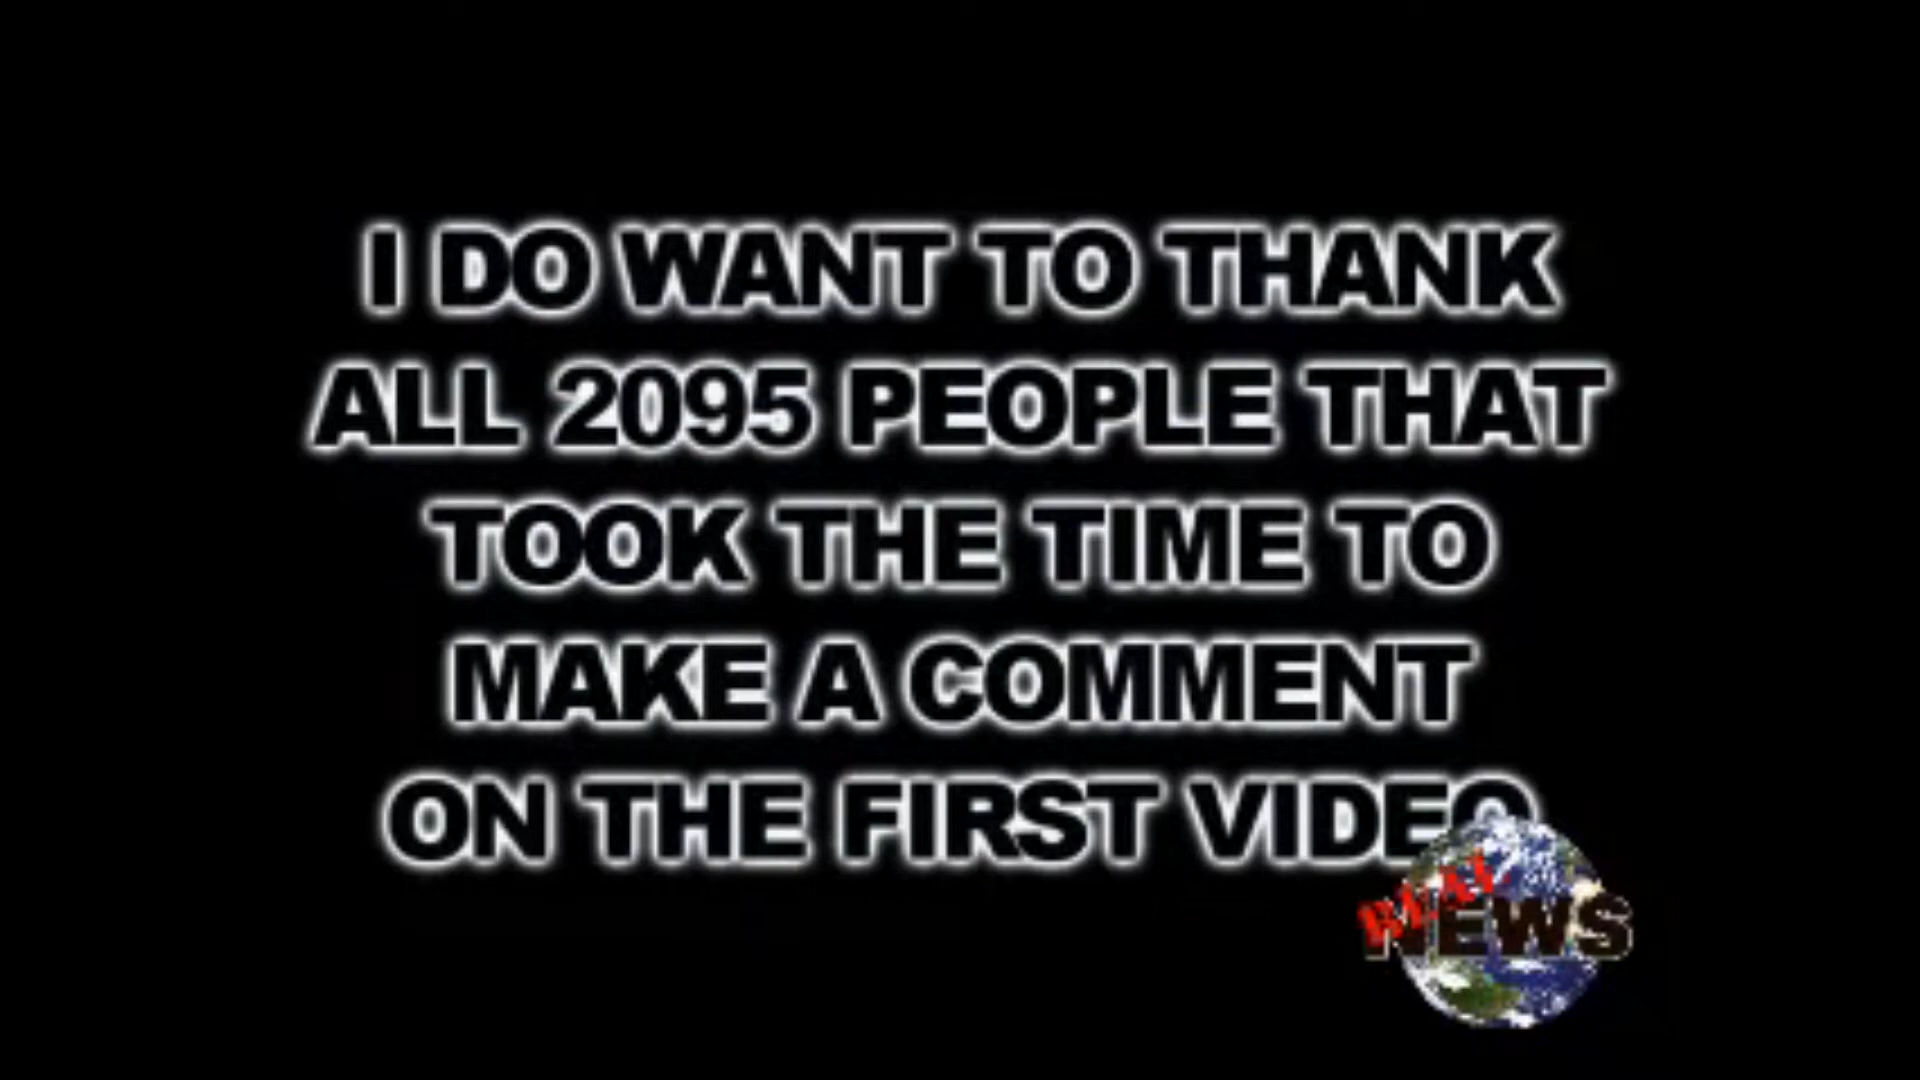 I DO WANT TO THANK
ALL 2095 PEOPLE THAT
TOOK THE TIME TO
MAKE A COMMENT
ON THE FIRST VIDEO
NEWS